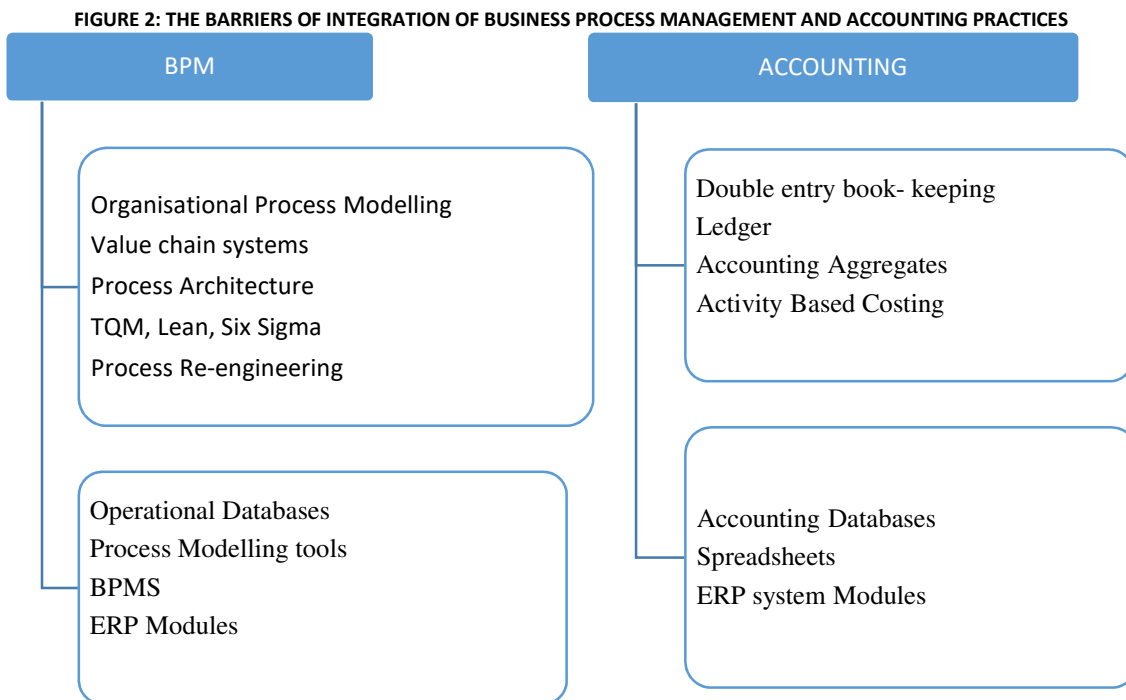 FIGURE 2: THE BARRIERS OF INTEGRATION OF BUSINESS PROCESS MANAGEMENT AND ACCOUNTING PRACTICES
BPM
Organisational Process Modelling
Value chain systems
Process Architecture
TQM, Lean, Six Sigma
Process Re-engineering
Operational Databases
Process Modelling tools
BPMS
ERP Modules
ACCOUNTING
Double entry book- keeping
Ledger
Accounting Aggregates
Activity Based Costing
Accounting Databases
Spreadsheets
ERP system Modules